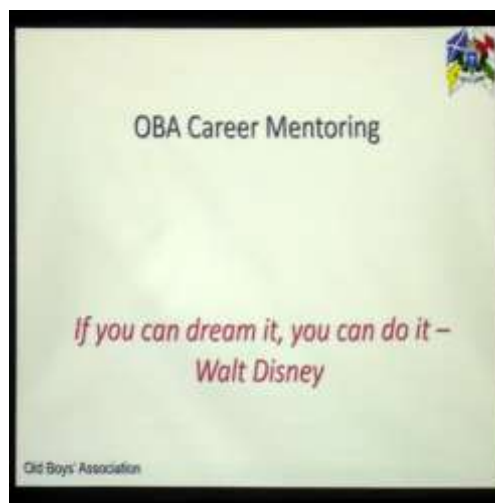 OBA Career Mentoring
If you can dream it, you can do it –
Walt Disney
Old Boys' Association